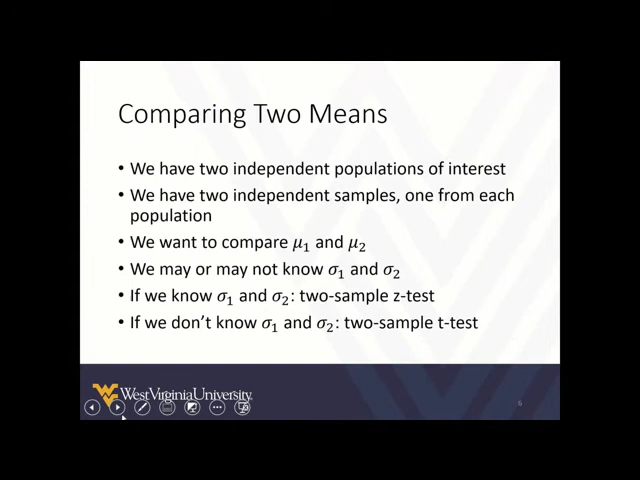 Comparing Two Means
• We have two independent populations of interest
• We have two independent samples, one from each
population
• We want to compare μ₁ and μ₂
• We may or may not know σ₁ and σ₂
• If we know σ₁ and σ₂: two-sample z-test
• If we don't know σ₁ and σ₂: two-sample t-test
WestVirginiaUniversity.
6